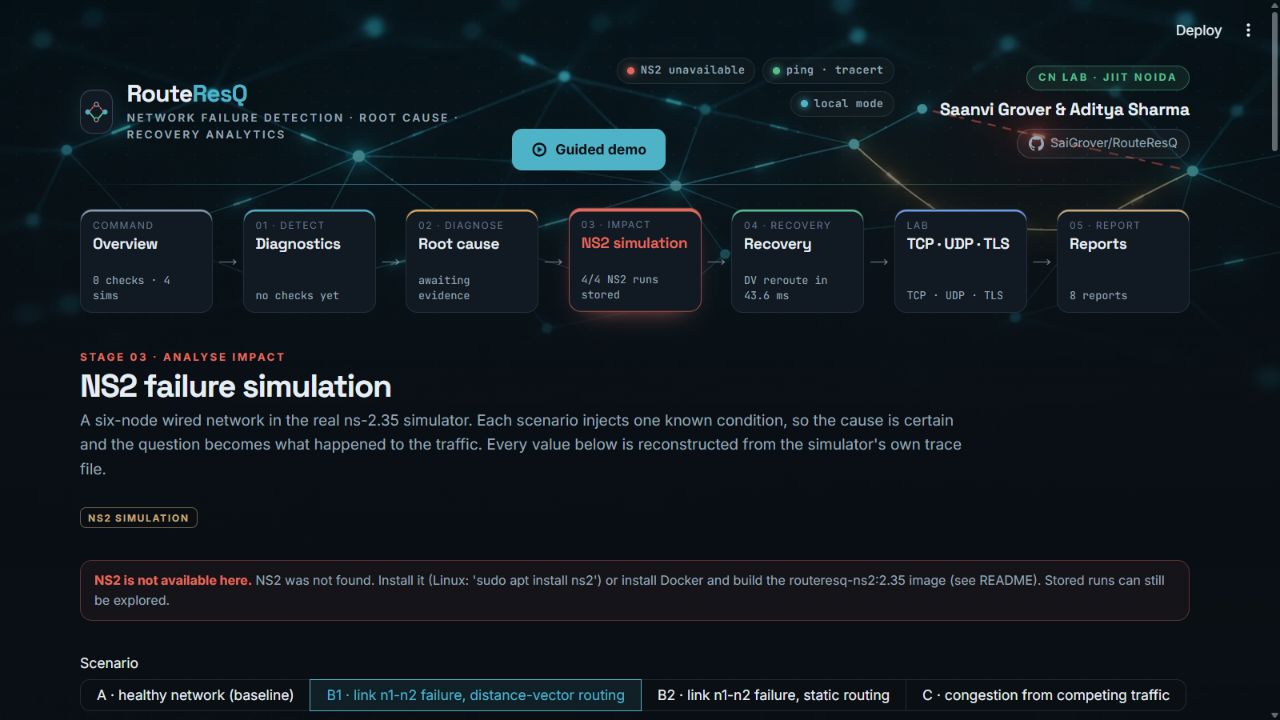 Deploy
NS2 unavailable
ping · tracert
local mode
RouteResQ
NETWORK FAILURE DETECTION · ROOT CAUSE ·
RECOVERY ANALYTICS
Guided demo
CN LAB · JIIT NOIDA
Saanvi Grover & Aditya Sharma
SaiGrover/RouteResQ
COMMAND
Overview
0 checks · 4
sims
→
01 · DETECT
Diagnostics
no checks yet
→
02 · DIAGNOSE
Root cause
awaiting
evidence
→
03 · IMPACT
NS2 simulation
4/4 NS2 runs
stored
→
04 · RECOVERY
Recovery
DV reroute in
43.6 ms
→
LAB
TCP · UDP · TLS
TCP · UDP · TLS
→
05 · REPORT
Reports
8 reports
STAGE 03 · ANALYSE IMPACT
NS2 failure simulation
A six-node wired network in the real ns-2.35 simulator. Each scenario injects one known condition, so the cause is certain
and the question becomes what happened to the traffic. Every value below is reconstructed from the simulator's own trace
file.
NS2 SIMULATION
NS2 is not available here. NS2 was not found. Install it (Linux: 'sudo apt install ns2') or install Docker and build the routeresq-ns2:2.35 image (see README). Stored runs can still
be explored.
Scenario
A · healthy network (baseline)
B1 · link n1-n2 failure, distance-vector routing
B2 · link n1-n2 failure, static routing
C · congestion from competing traffic